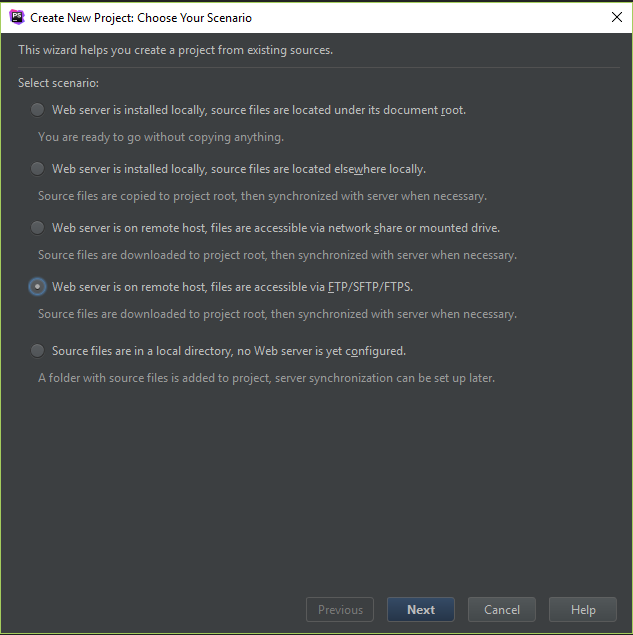 PS
Create New Project: Choose Your Scenario
This wizard helps you create a project from existing sources.
Select scenario:
Web server is installed locally, source files are located under its document root.
You are ready to go without copying anything.
Web server is installed locally, source files are located elsewhere locally.
Source files are copied to project root, then synchronized with server when necessary.
Web server is on remote host, files are accessible via network share or mounted drive.
Source files are downloaded to project root, then synchronized with server when necessary.
Web server is on remote host, files are accessible via FTP/SFTP/FTPS.
Source files are downloaded to project root, then synchronized with server when necessary.
Source files are in a local directory, no Web server is yet configured.
A folder with source files is added to project, server synchronization can be set up later.
Previous Next Cancel Help